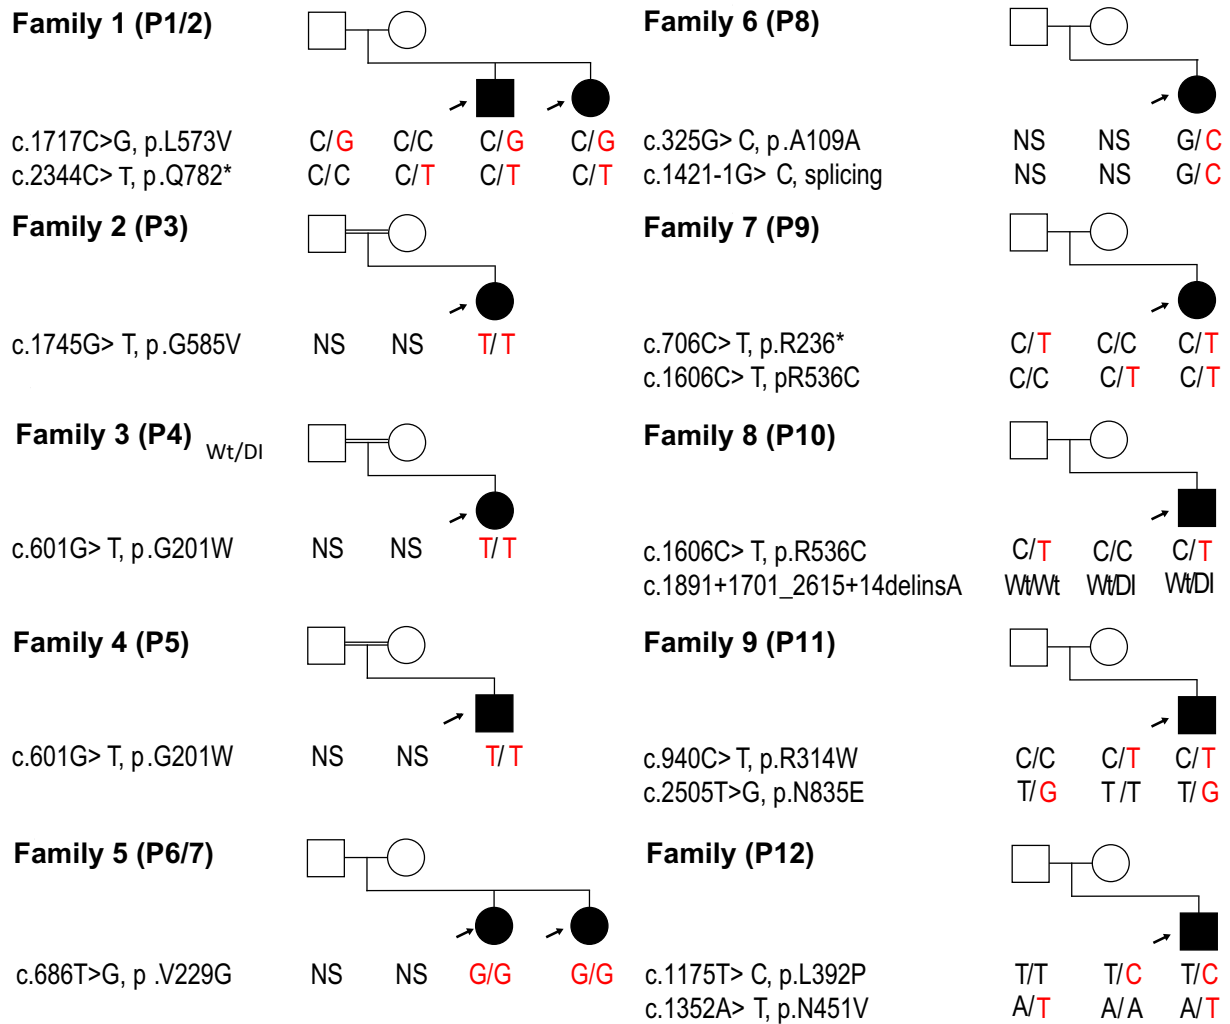 Family 1 (P1/2)
c.1717C>G, p.L573V C/G C/C C/G C/G
c.2344C> T, p.Q782* C/C C/T C/T C/T
Family 2 (P3)
c.1745G> T, p.G585V NS NS T/T
Family 3 (P4) Wt/DI
c.601G> T, p.G201W NS NS T/T
Family 4 (P5)
c.601G> T, p.G201W NS NS T/T
Family 5 (P6/7)
c.686T>G, p .V229G NS NS G/G G/G
Family 6 (P8)
c.325G> C, p.A109A NS NS G/C
c.1421-1G> C, splicing NS NS G/C
Family 7 (P9)
c.706C> T, p.R236* C/T C/C C/T
c.1606C> T, pR536C C/C C/T C/T
Family 8 (P10)
c.1606C> T, p.R536C C/T C/C C/T
c.1891+1701_2615+14delinsA Wt/Wt Wt/DI Wt/DI
Family 9 (P11)
c.940C> T, p.R314W C/C C/T C/T
c.2505T>G, p.N835E T/G T/T T/G
Family (P12)
c.1175T> C, p.L392P T/T T/C T/C
c.1352A> T, p.N451V A/T A/A A/T